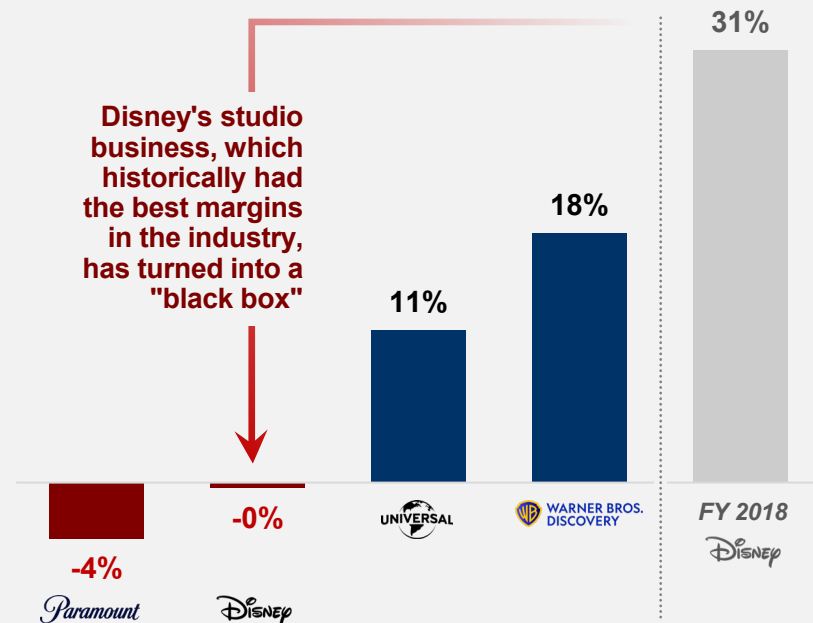 31%
Disney's studio
business, which
historically had
the best margins
in the industry,
has turned into a
"black box"
18%
11%
-0%
-4%
UNIVERSAL
WB
WARNER BROS.
DISCOVERY
FY 2018
Disney
Paramount
Disney